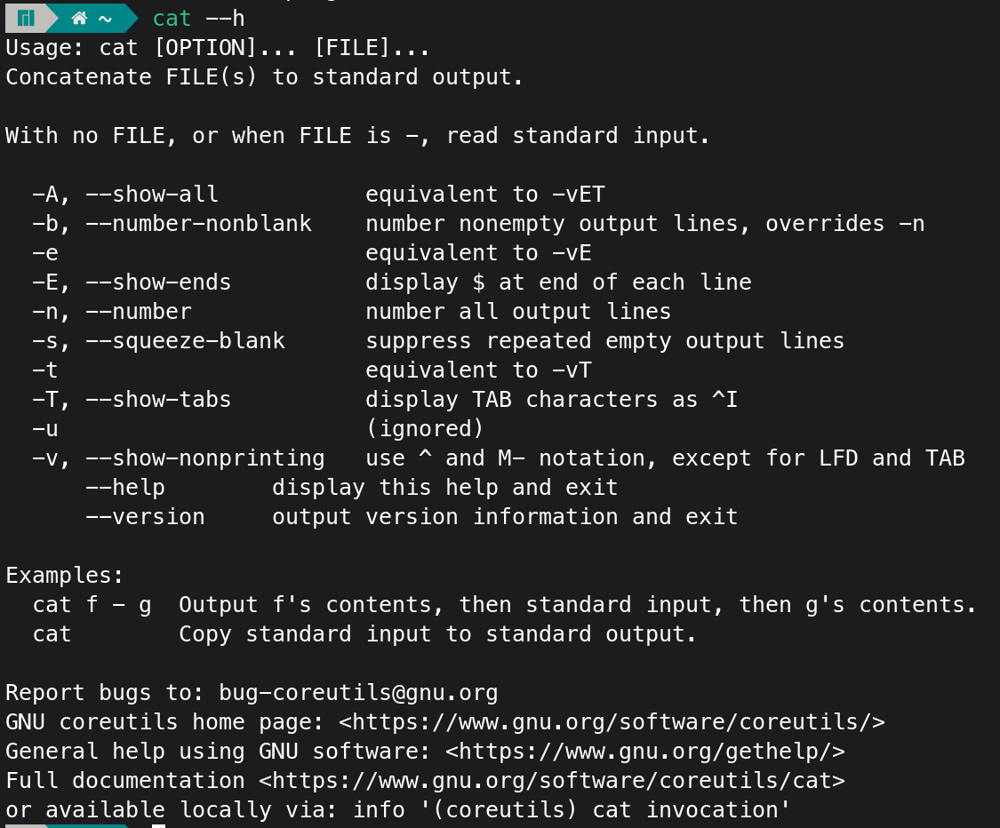 ~ cat --h
Usage: cat [OPTION]... [FILE]...
Concatenate FILE(s) to standard output.

With no FILE, or when FILE is -, read standard input.

  -A, --show-all           equivalent to -vET
  -b, --number-nonblank    number nonempty output lines, overrides -n
  -e                       equivalent to -vE
  -E, --show-ends          display $ at end of each line
  -n, --number             number all output lines
  -s, --squeeze-blank      suppress repeated empty output lines
  -t                       equivalent to -vT
  -T, --show-tabs          display TAB characters as ^I
  -u                       (ignored)
  -v, --show-nonprinting   use ^ and M- notation, except for LFD and TAB
      --help        display this help and exit
      --version     output version information and exit

Examples:
  cat f - g  Output f's contents, then standard input, then g's contents.
  cat        Copy standard input to standard output.

Report bugs to: bug-coreutils@gnu.org
GNU coreutils home page: <https://www.gnu.org/software/coreutils/>
General help using GNU software: <https://www.gnu.org/gethelp/>
Full documentation <https://www.gnu.org/software/coreutils/cat>
or available locally via: info '(coreutils) cat invocation'